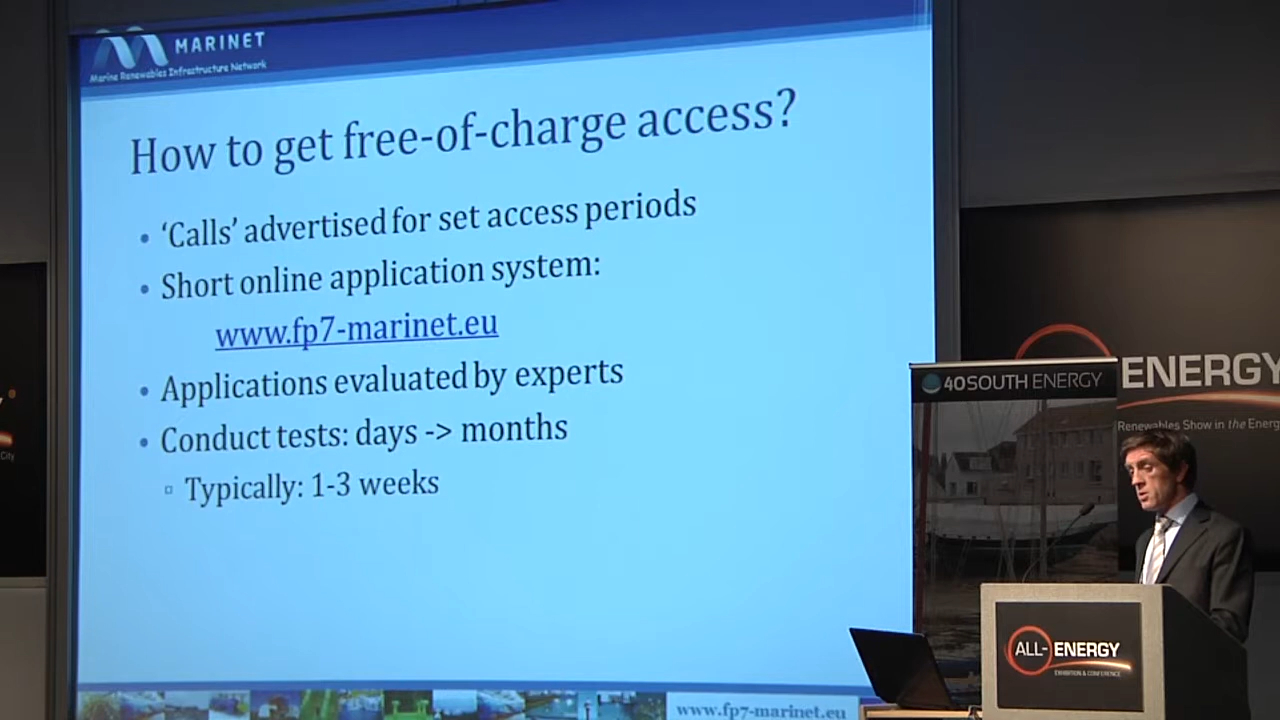 MARINET
Marine Renewables Infrastructure Network
How to get free-of-charge access?
• 'Calls' advertised for set access periods
• Short online application system:
www.fp7-marinet.eu
• Applications evaluated by experts
• Conduct tests: days -> months
▫ Typically: 1-3 weeks
www.fp7-marinet.eu
40SOUTH ENERGY
ENERGY
Renewables Show in the Energ
City
ALL-ENERGY
EXHIBITION & CONFERENCE